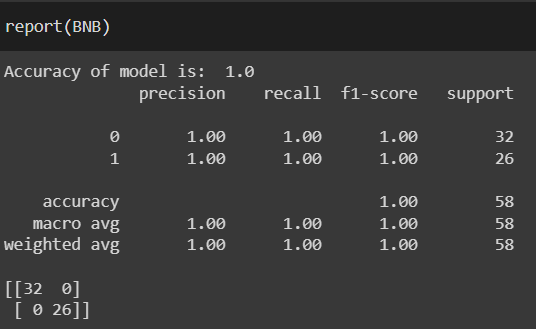 report(BNB)
Accuracy of model is:  1.0
              precision    recall  f1-score   support

           0       1.00      1.00      1.00        32
           1       1.00      1.00      1.00        26

    accuracy                           1.00        58
   macro avg       1.00      1.00      1.00        58
weighted avg       1.00      1.00      1.00        58

[[32  0]
 [ 0 26]]